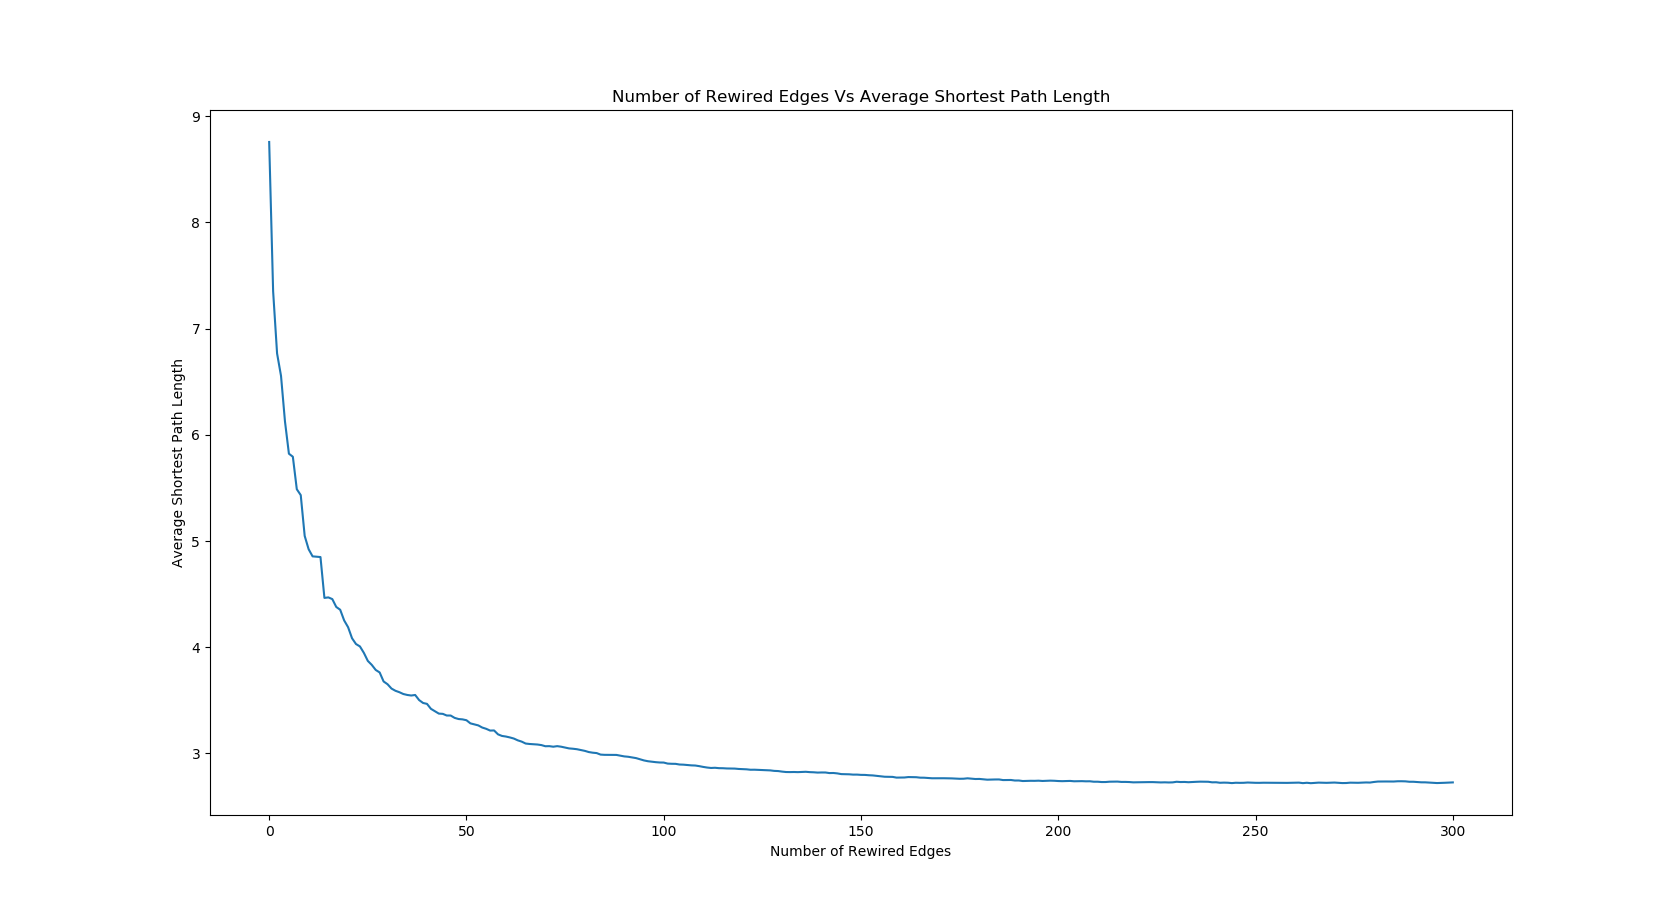 Number of Rewired Edges Vs Average Shortest Path Length
9
8
7
6
5
4
3
Average Shortest Path Length
0 50 100 150 200 250 300
Number of Rewired Edges